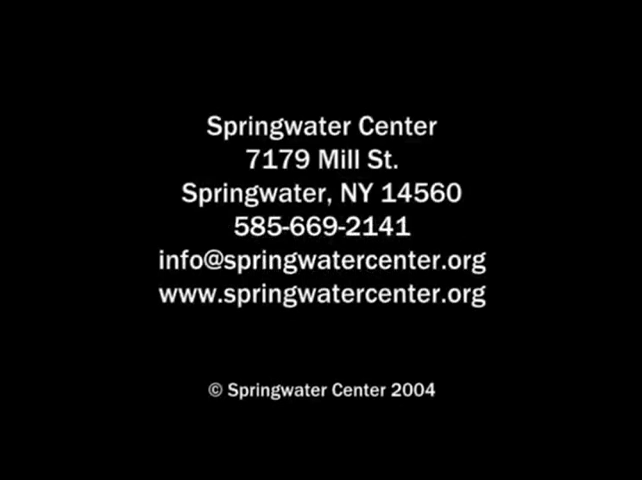 Springwater Center
7179 Mill St.
Springwater, NY 14560
585-669-2141
info@springwatercenter.org
www.springwatercenter.org
© Springwater Center 2004